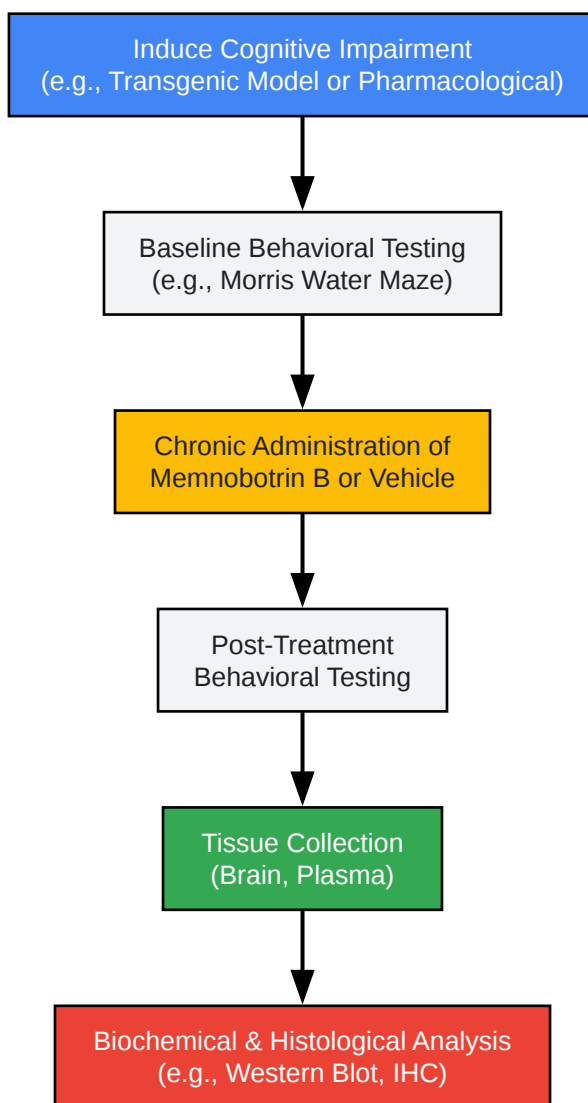 Induce Cognitive Impairment
(e.g., Transgenic Model or Pharmacological)
Baseline Behavioral Testing
(e.g., Morris Water Maze)
Chronic Administration of
Memnobotrin B or Vehicle
Post-Treatment
Behavioral Testing
Tissue Collection
(Brain, Plasma)
Biochemical & Histological Analysis
(e.g., Western Blot, IHC)